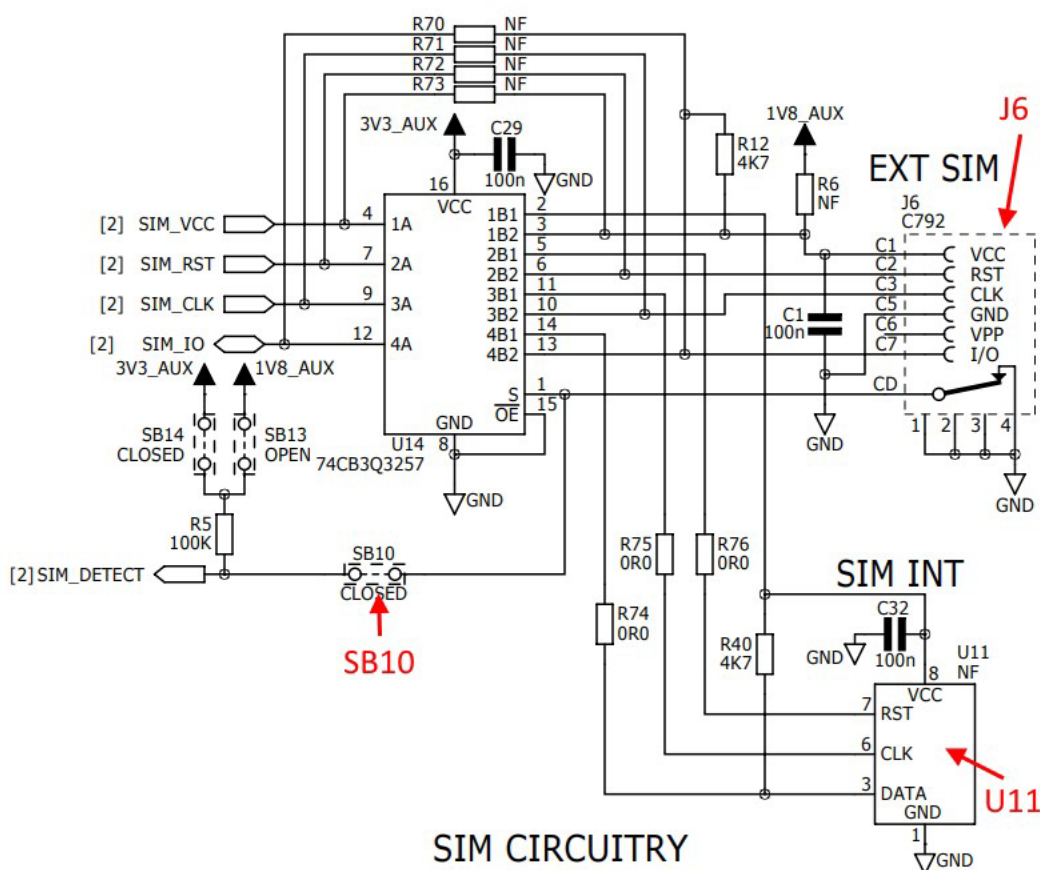 R70 NF
R71 NF
R72 NF
R73 NF
3V3_AUX
C29
100n
GND
1V8_AUX
J6
R12
4K7
R6
NF
EXT SIM
J6
C792
16
VCC
[2] SIM_VCC 4 1A
[2] SIM_RST 7 2A
[2] SIM_CLK 9 3A
[2] SIM_IO 12 4A
1B1 2
1B2 3
2B1 5
2B2 6
3B1 11
3B2 10
4B1 14
4B2 13
S 1
OE 15
GND
8
U14
74CB3Q3257
GND
C1 VCC
C2 RST
C3 CLK
C5 GND
C6 VPP
C7 I/O
CD
1 2 3 4
GND
C1
100n
GND
3V3_AUX 1V8_AUX
SB14
CLOSED
SB13
OPEN
R5
100K
[2] SIM_DETECT
SB10
CLOSED
SB10
R75
0R0
R76
0R0
R74
0R0
R40
4K7
SIM INT
C32
100n
GND
U11
NF
8
VCC
7 RST
6 CLK
3 DATA
GND
1
GND
U11
SIM CIRCUITRY